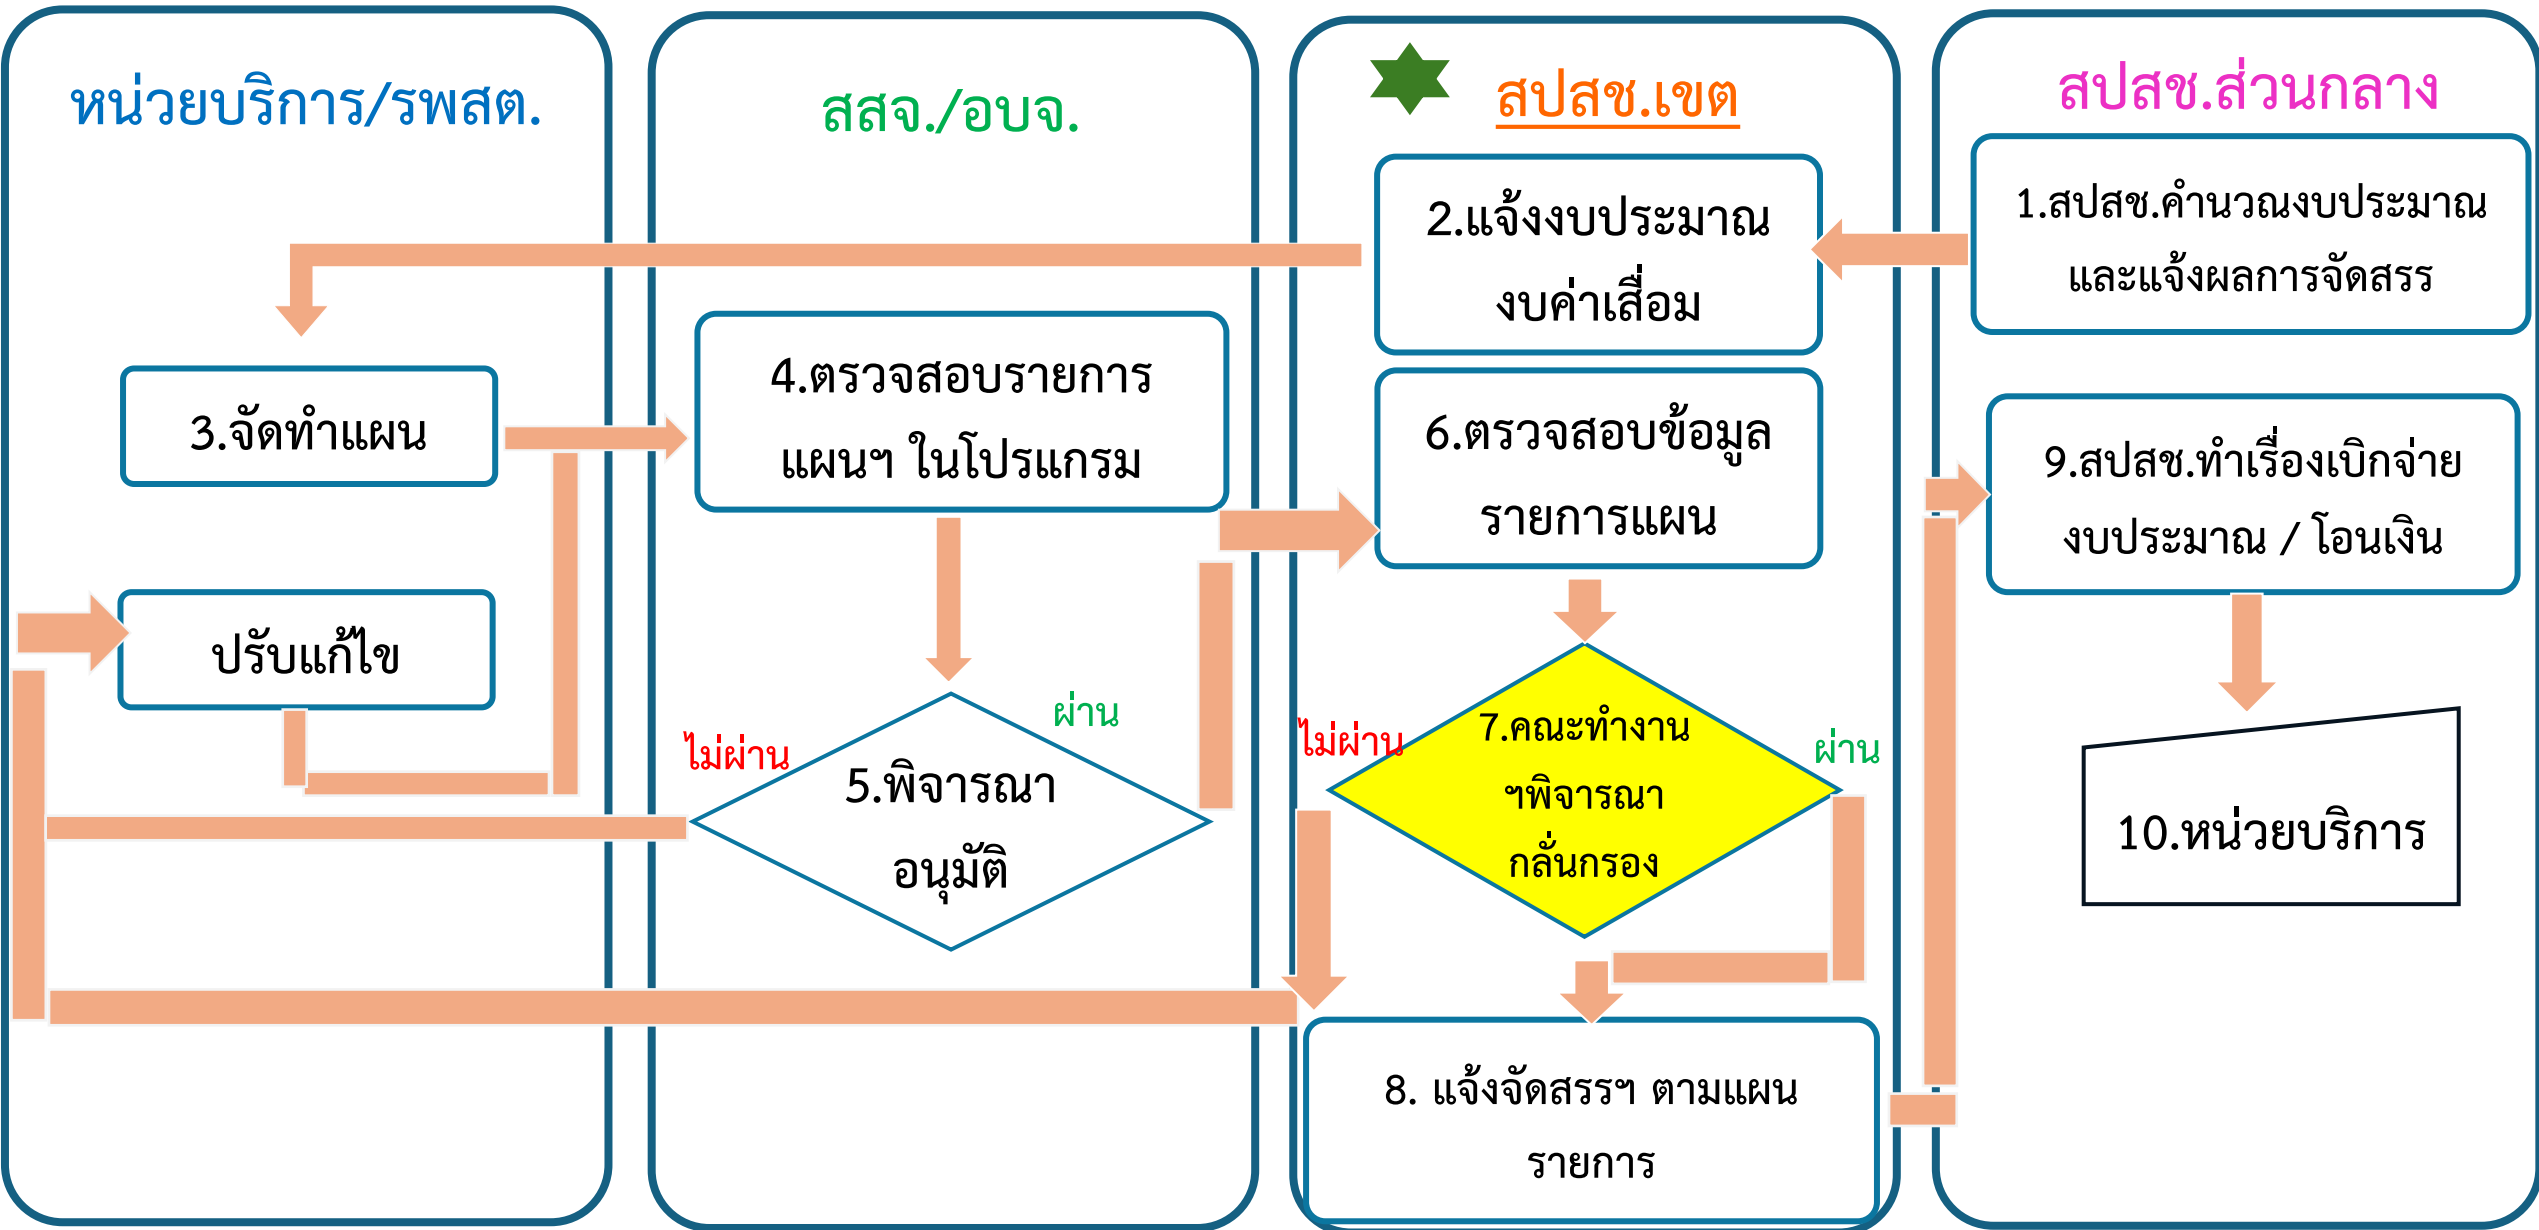 หน่วยบริการ/รพสต.
3.จัดทำแผน
ปรับแก้ไข
สสจ./อบจ.
4.ตรวจสอบรายการ
แผนฯ ในโปรแกรม
ไม่ผ่าน
ผ่าน
5.พิจารณา
อนุมัติ
สปสช.เขต
2.แจ้งงบประมาณ
งบค่าเสื่อม
6.ตรวจสอบข้อมูล
รายการแผน
ไม่ผ่าน
7.คณะทำงาน
ฯพิจารณา
กลั่นกรอง
ผ่าน
8. แจ้งจัดสรรฯ ตามแผน
รายการ
สปสช.ส่วนกลาง
1.สปสช.คำนวณงบประมาณ
และแจ้งผลการจัดสรร
9.สปสช.ทำเรื่องเบิกจ่าย
งบประมาณ / โอนเงิน
10.หน่วยบริการ